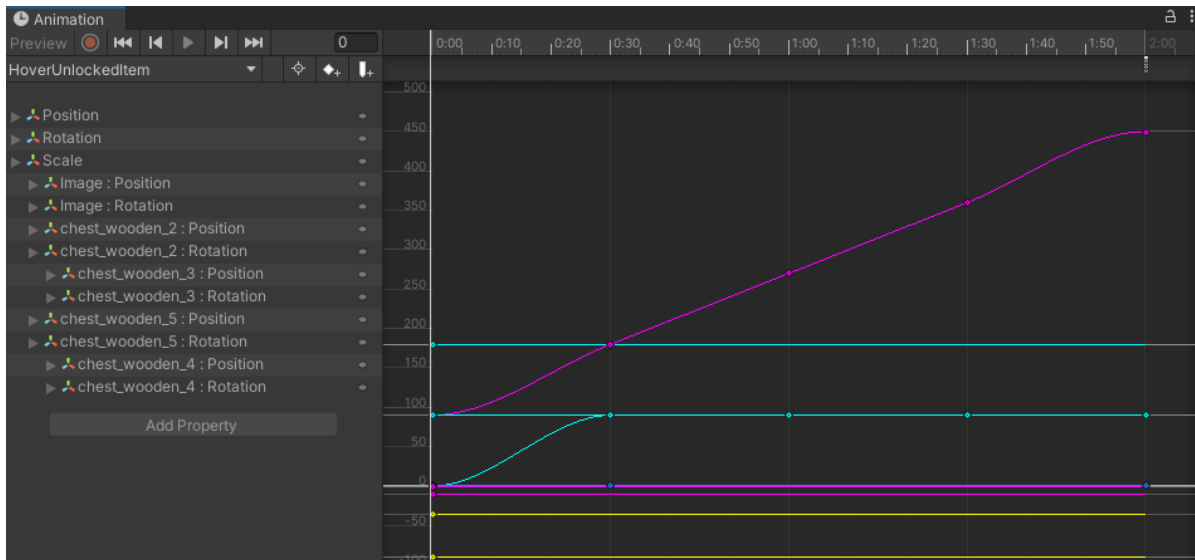 Animation
Preview 0 0:00 0:10 0:20 0:30 0:40 0:50 1:00 1:10 1:20 1:30 1:40 1:50 2:00
HoverUnlockedItem
500
Position
450
Rotation
Scale
400
Image : Position
Image : Rotation
350
chest_wooden_2 : Position
chest_wooden_2 : Rotation
300
chest_wooden_3 : Position
chest_wooden_3 : Rotation
250
chest_wooden_5 : Position
200
chest_wooden_5 : Rotation
chest_wooden_4 : Position
150
chest_wooden_4 : Rotation
100
Add Property
50
0
-50
-100